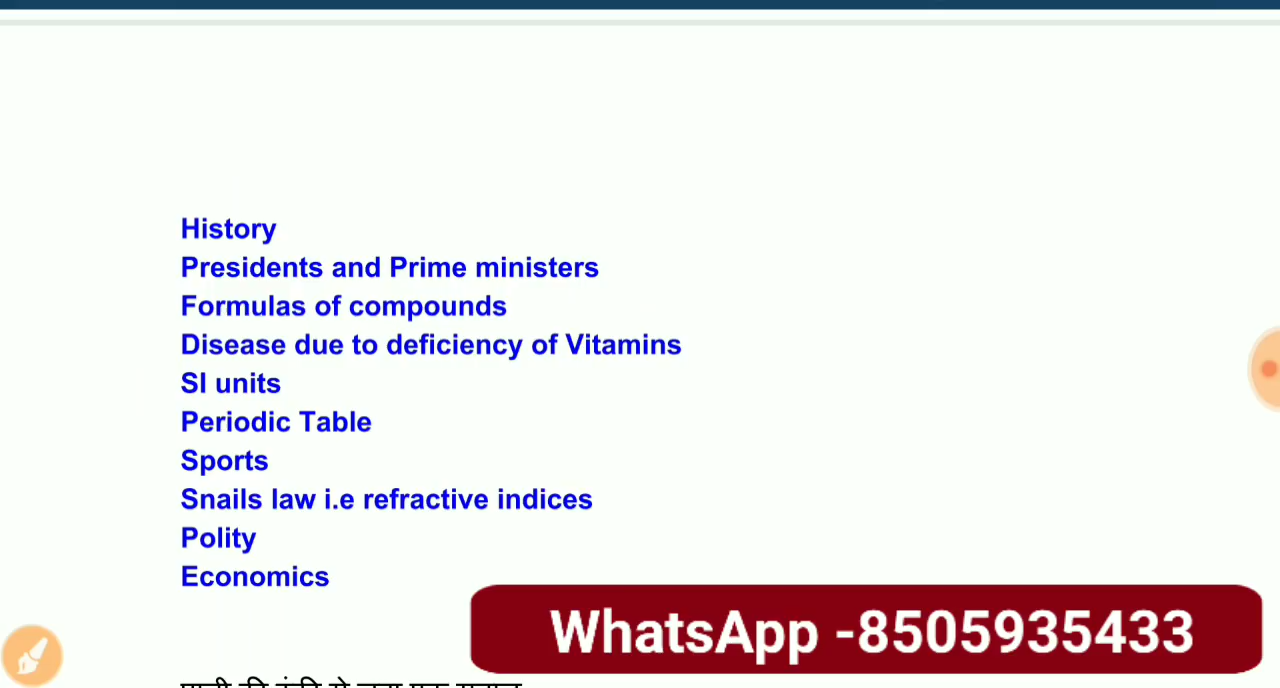 History
Presidents and Prime ministers
Formulas of compounds
Disease due to deficiency of Vitamins
SI units
Periodic Table
Sports
Snails law i.e refractive indices
Polity
Economics
WhatsApp -8505935433